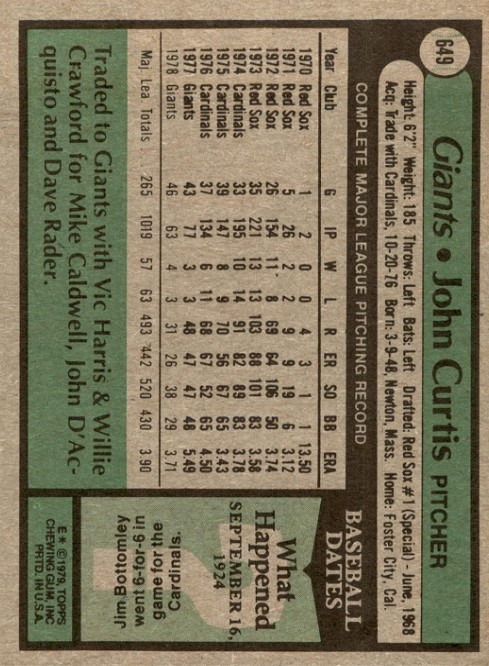 649
Giants • John Curtis PITCHER
Height: 6'2" Weight: 185 Throws: Left Bats: Left Drafted: Red Sox #1 (Special) - June, 1968
Acq: Trade with Cardinals, 10-20-76 Born: 3-9-48, Newton, Mass. Home: Foster City, Cal.
COMPLETE MAJOR LEAGUE PITCHING RECORD
Year Club G IP W L R ER SO BB ERA
1970 Red Sox 1 2 0 0 4 3 1 1 13.50
1971 Red Sox 5 26 2 2 9 9 19 6 3.12
1972 Red Sox 26 154 11 8 69 64 106 50 3.74
1973 Red Sox 35 221 13 13 103 88 101 83 3.58
1974 Cardinals 33 195 10 14 91 82 89 83 3.78
1975 Cardinals 39 147 8 9 70 56 67 65 3.43
1976 Cardinals 37 134 6 11 68 67 52 65 4.50
1977 Giants 43 77 3 3 48 47 47 48 5.49
1978 Giants 46 63 4 3 31 26 38 29 3.71
Maj. Lea Totals . . 265 1019 57 63 493 442 520 430 3.90
Traded to Giants with Vic Harris & Willie
Crawford for Mike Caldwell, John D'Ac-
quisto and Dave Rader.
BASEBALL
DATES
What
Happened
SEPTEMBER 16,
1924
Jim Bottomley
went 6-for-6 in
game for the
Cardinals.
E* © 1979, TOPPS
CHEWING GUM, INC
PRTD. IN U.S.A.